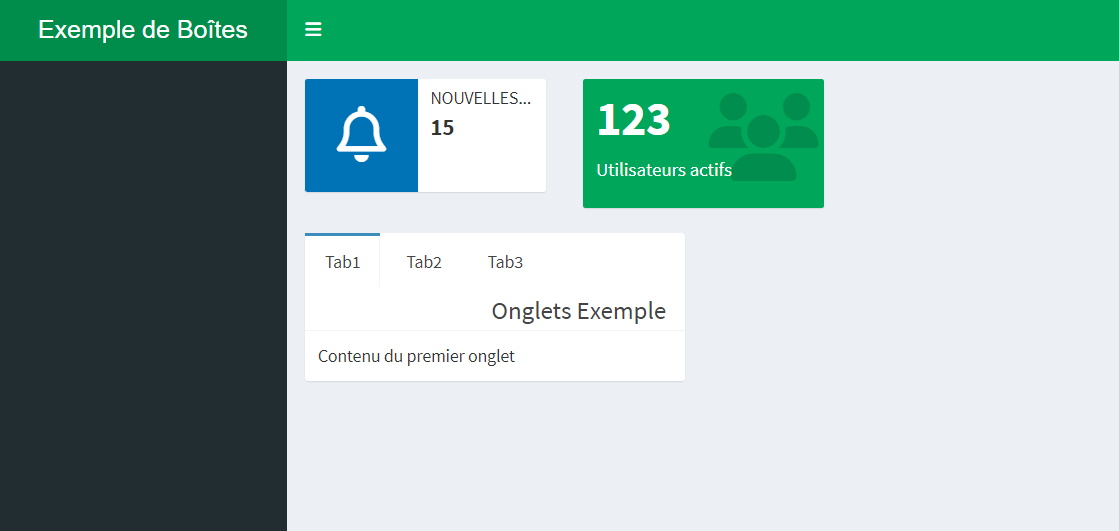 Exemple de Boîtes
NOUVELLES...
15
123
Utilisateurs actifs
Tab1 Tab2 Tab3
Onglets Exemple
Contenu du premier onglet